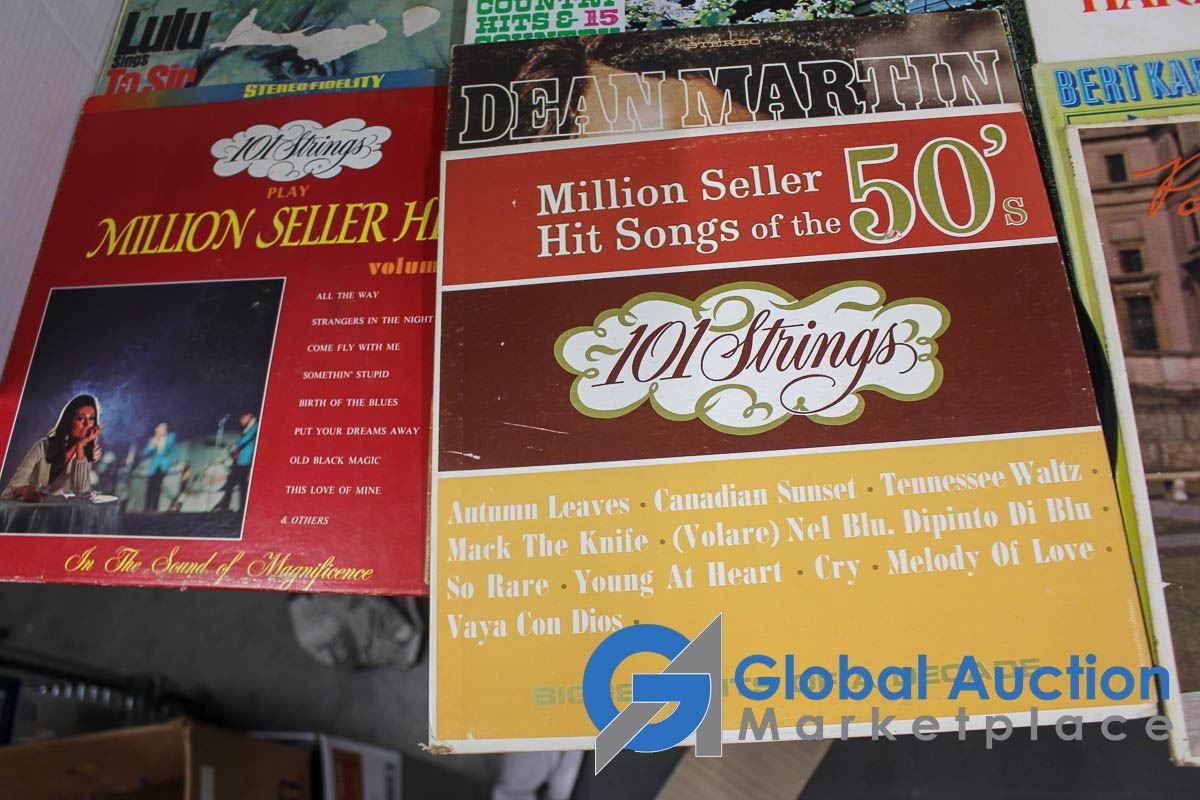 Lulu
sings
To Sir
COUNTRY
HITS & 15
COUNTRY
STEREO-FIDELITY
101 Strings
PLAY
MILLION SELLER
ALL THE WAY
STRANGERS IN THE NIGHT
COME FLY WITH ME
SOMETHIN' STUPID
BIRTH OF THE BLUES
PUT YOUR DREAMS AWAY
OLD BLACK MAGIC
THIS LOVE OF MINE
& OTHERS
In The Sound of Magnificence
STEREO
DEAN MARTIN
Million Seller
Hit Songs of the 50's
101 Strings
Autumn Leaves · Canadian Sunset · Tennessee Waltz ·
Mack The Knife · (Volare) Nel Blu, Dipinto Di Blu ·
So Rare · Young At Heart · Cry · Melody Of Love ·
Vaya Con Dios ·
OF A DECADE
BERT
Global Auction
Marketplace